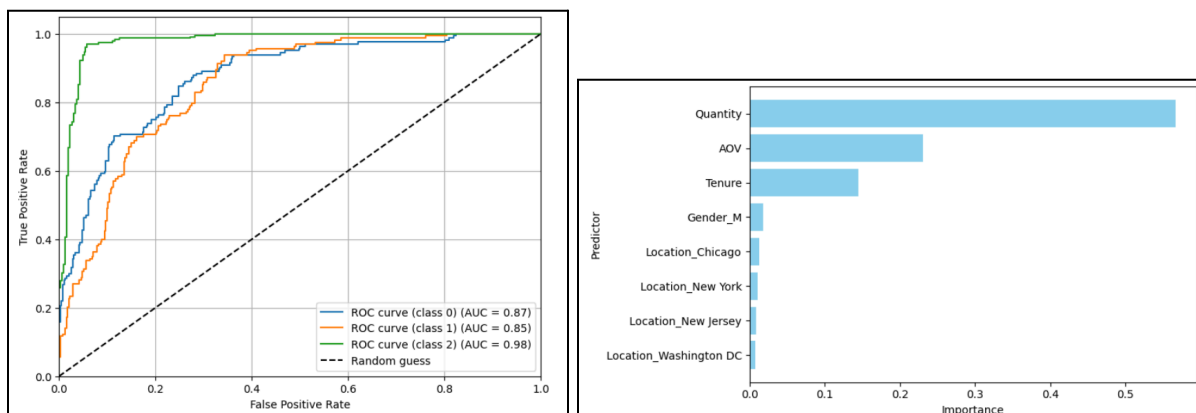 1.0
0.8
0.6
0.4
0.2
0.0
0.0
0.2
0.4
0.6
0.8
1.0
True Positive Rate
False Positive Rate
ROC curve (class 0) (AUC = 0.87)
ROC curve (class 1) (AUC = 0.85)
ROC curve (class 2) (AUC = 0.98)
Random guess
Predictor
Quantity
AOV
Tenure
Gender_M
Location_Chicago
Location_New York
Location_New Jersey
Location_Washington DC
0.0
0.1
0.2
0.3
0.4
0.5
Importance